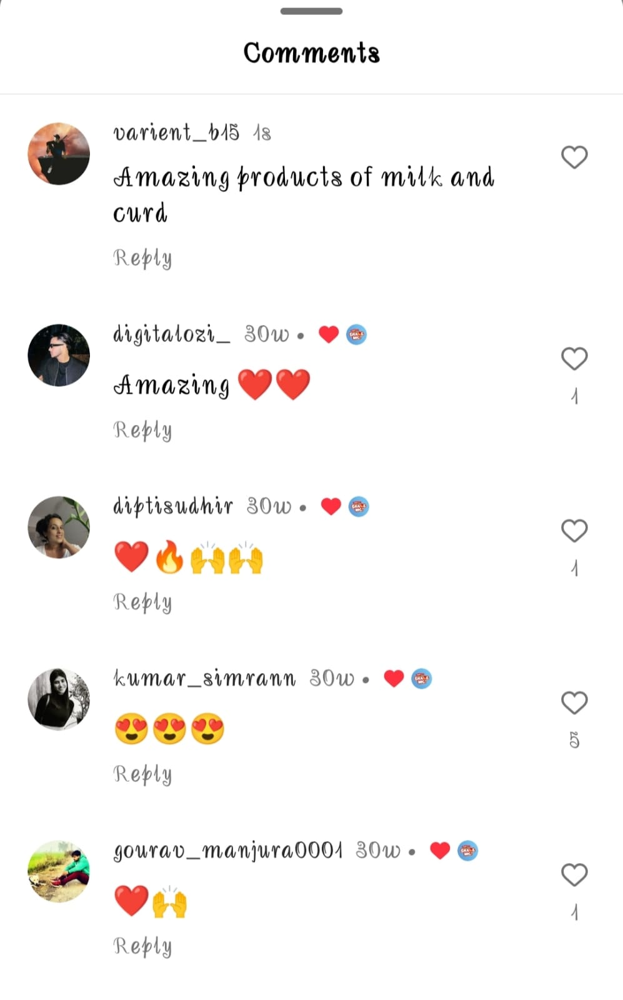 Comments
varient_b15 1s
Amazing products of milk and
curd
Reply
digitalozi_ 30w •
Amazing ❤️❤️
1
Reply
diptisudhir 30w •
❤️🔥🙌🙌
1
Reply
kumar_simrann 30w •
😍😍😍
5
Reply
gourav_manjura0001 30w •
❤️🙌
1
Reply